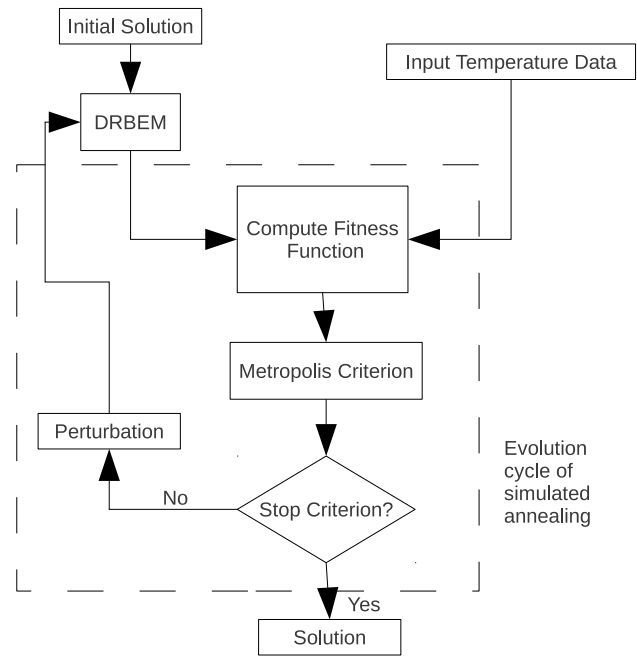 Initial Solution
Input Temperature Data
DRBEM
Compute Fitness
Function
Metropolis Criterion
Perturbation
Evolution
cycle of
simulated
annealing
No
Stop Criterion?
Yes
Solution